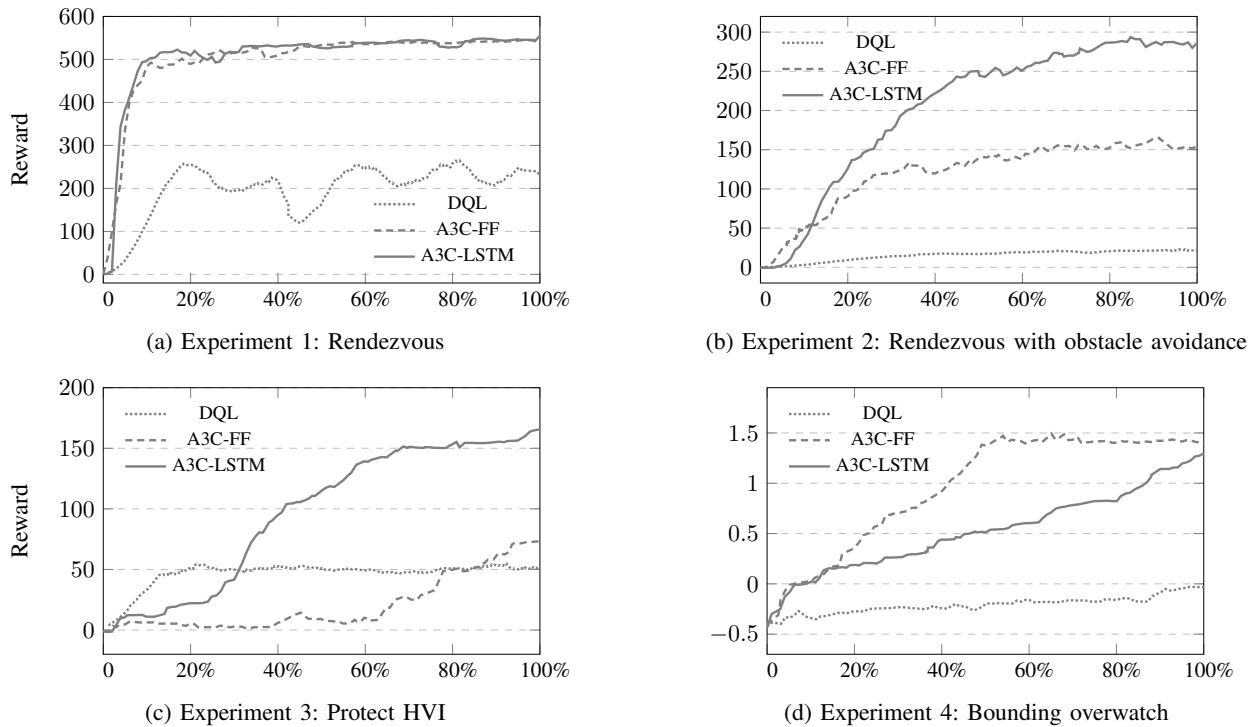 600
500
400
300
200
100
0
Reward
0 20% 40% 60% 80% 100%
DQL
A3C-FF
A3C-LSTM
(a) Experiment 1: Rendezvous
300
250
200
150
100
50
0
0 20% 40% 60% 80% 100%
DQL
A3C-FF
A3C-LSTM
(b) Experiment 2: Rendezvous with obstacle avoidance
200
150
100
50
0
Reward
0 20% 40% 60% 80% 100%
DQL
A3C-FF
A3C-LSTM
(c) Experiment 3: Protect HVI
1.5
1
0.5
0
−0.5
0 20% 40% 60% 80% 100%
DQL
A3C-FF
A3C-LSTM
(d) Experiment 4: Bounding overwatch